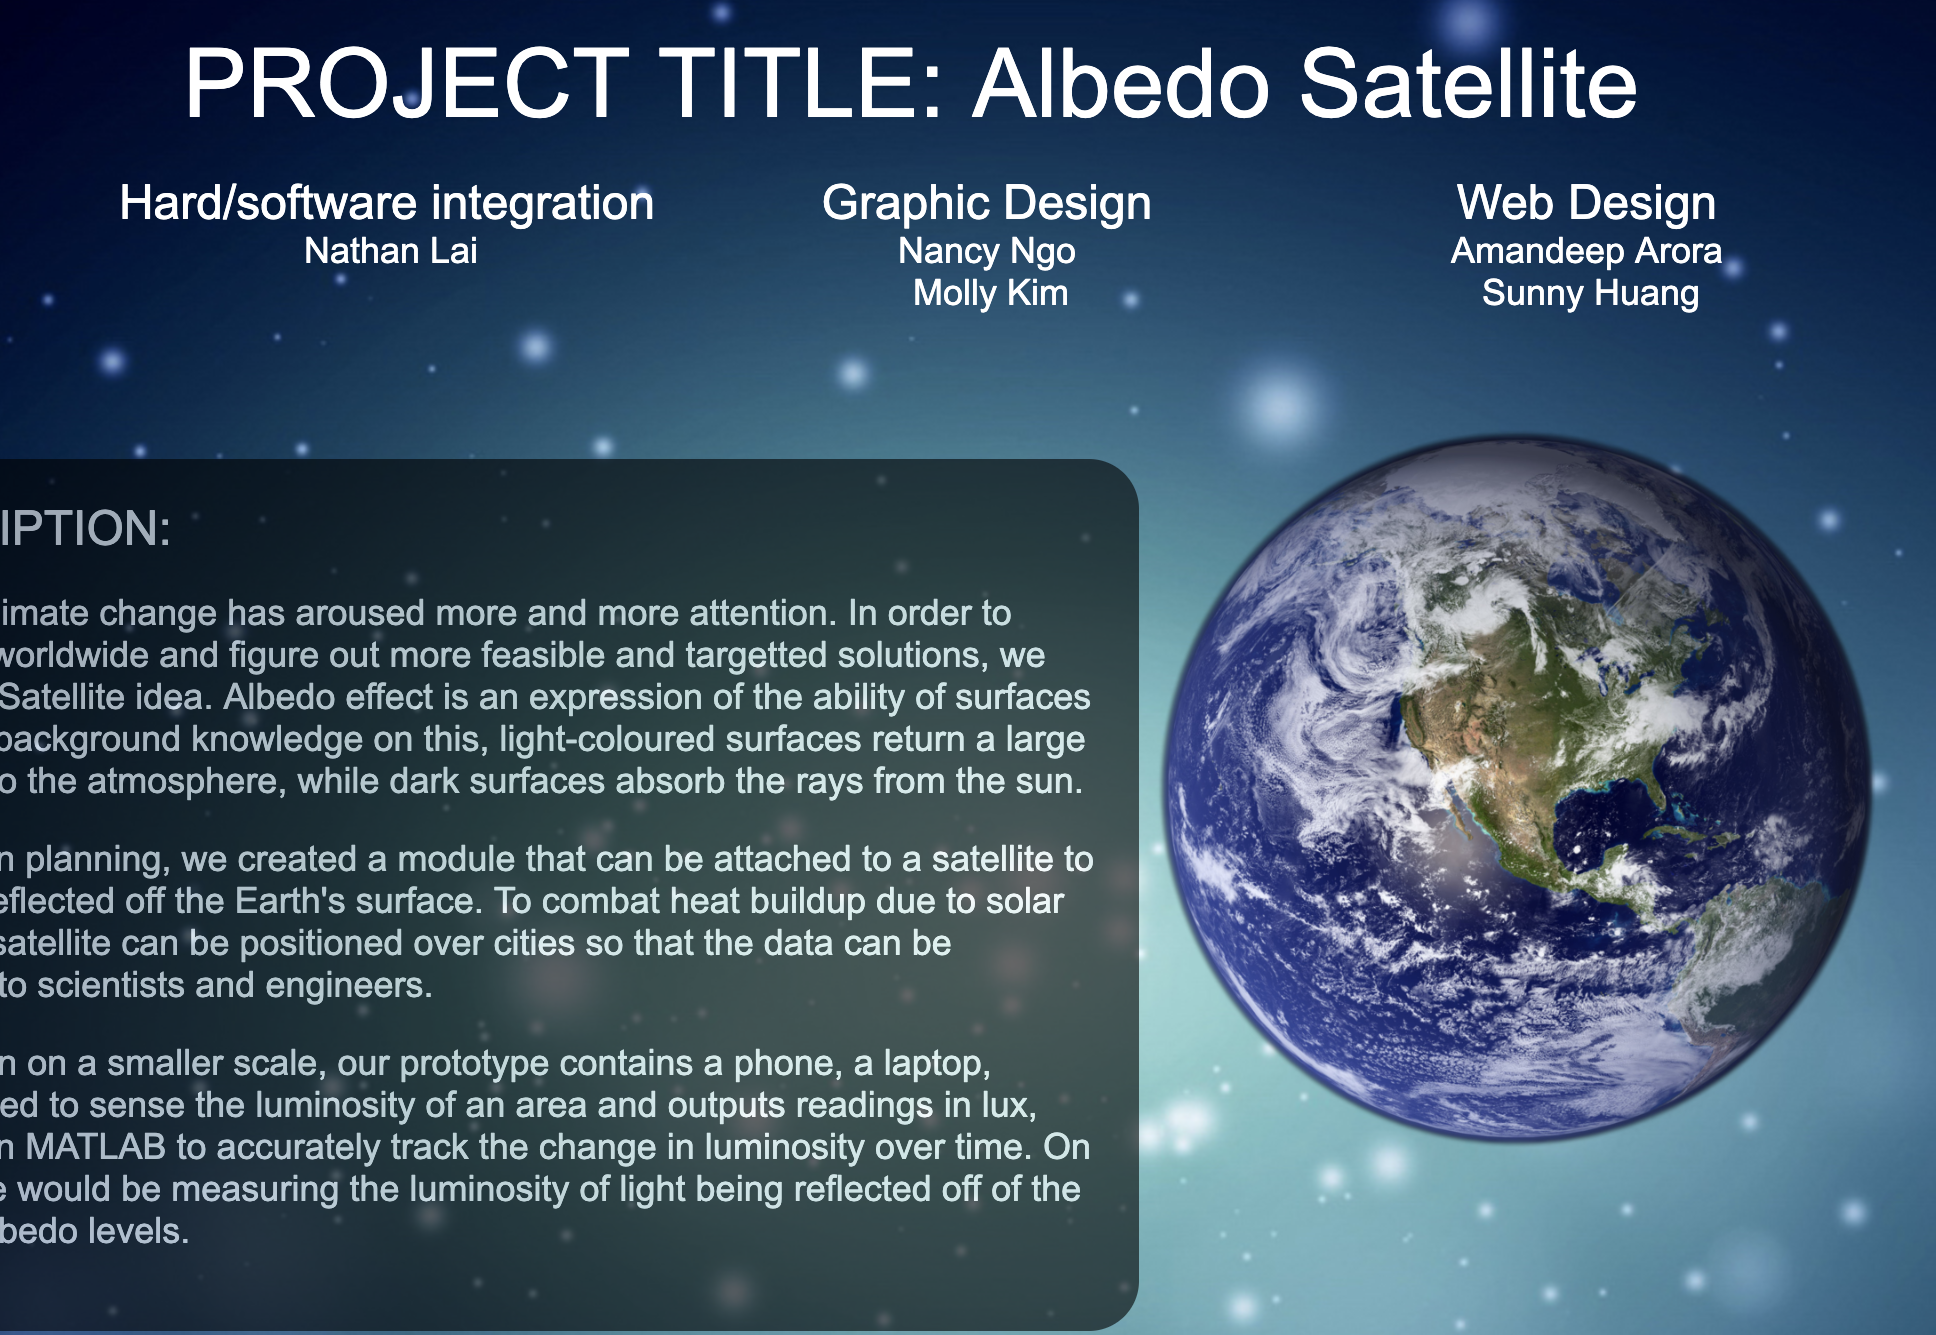 PROJECT TITLE: Albedo Satellite
Hard/software integration
Nathan Lai
Graphic Design
Nancy Ngo
Molly Kim
Web Design
Amandeep Arora
Sunny Huang
IPTION:
imate change has aroused more and more attention. In order to
worldwide and figure out more feasible and targetted solutions, we
Satellite idea. Albedo effect is an expression of the ability of surfaces
background knowledge on this, light-coloured surfaces return a large
o the atmosphere, while dark surfaces absorb the rays from the sun.
n planning, we created a module that can be attached to a satellite to
eflected off the Earth's surface. To combat heat buildup due to solar
satellite can be positioned over cities so that the data can be
to scientists and engineers.
n on a smaller scale, our prototype contains a phone, a laptop,
ed to sense the luminosity of an area and outputs readings in lux,
n MATLAB to accurately track the change in luminosity over time. On
e would be measuring the luminosity of light being reflected off of the
bedo levels.